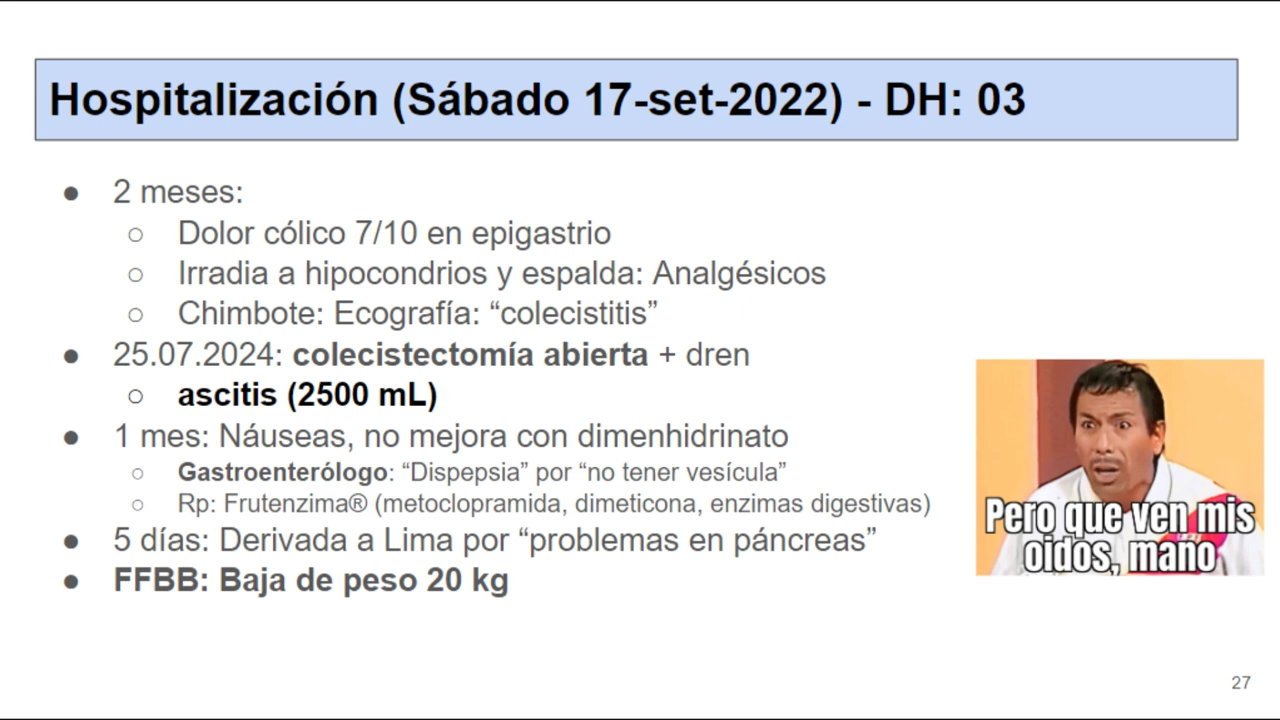 Hospitalización (Sábado 17-set-2022) - DH: 03
● 2 meses:
○ Dolor cólico 7/10 en epigastrio
○ Irradia a hipocondrios y espalda: Analgésicos
○ Chimbote: Ecografía: “colecistitis”
● 25.07.2024: colecistectomía abierta + dren
○ ascitis (2500 mL)
● 1 mes: Náuseas, no mejora con dimenhidrinato
○ Gastroenterólogo: “Dispepsia” por “no tener vesícula”
○ Rp: Frutenzima® (metoclopramida, dimeticona, enzimas digestivas)
● 5 días: Derivada a Lima por “problemas en páncreas”
● FFBB: Baja de peso 20 kg
Pero que ven mis
oidos, mano
27